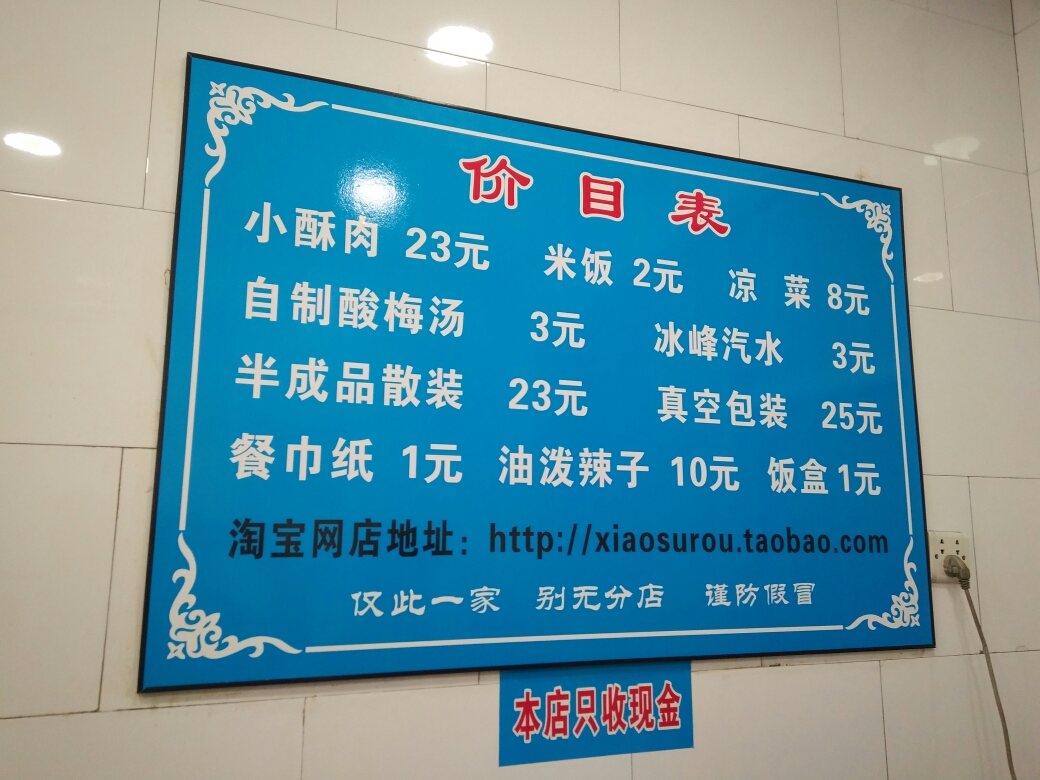 价目表
小酥肉 23元 米饭 2元 凉菜 8元
自制酸梅汤 3元 冰峰汽水 3元
半成品散装 23元 真空包装 25元
餐巾纸 1元 油泼辣子 10元 饭盒1元
淘宝网店地址：http://xiaosurou.taobao.com
仅此一家 别无分店 谨防假冒
本店只收现金